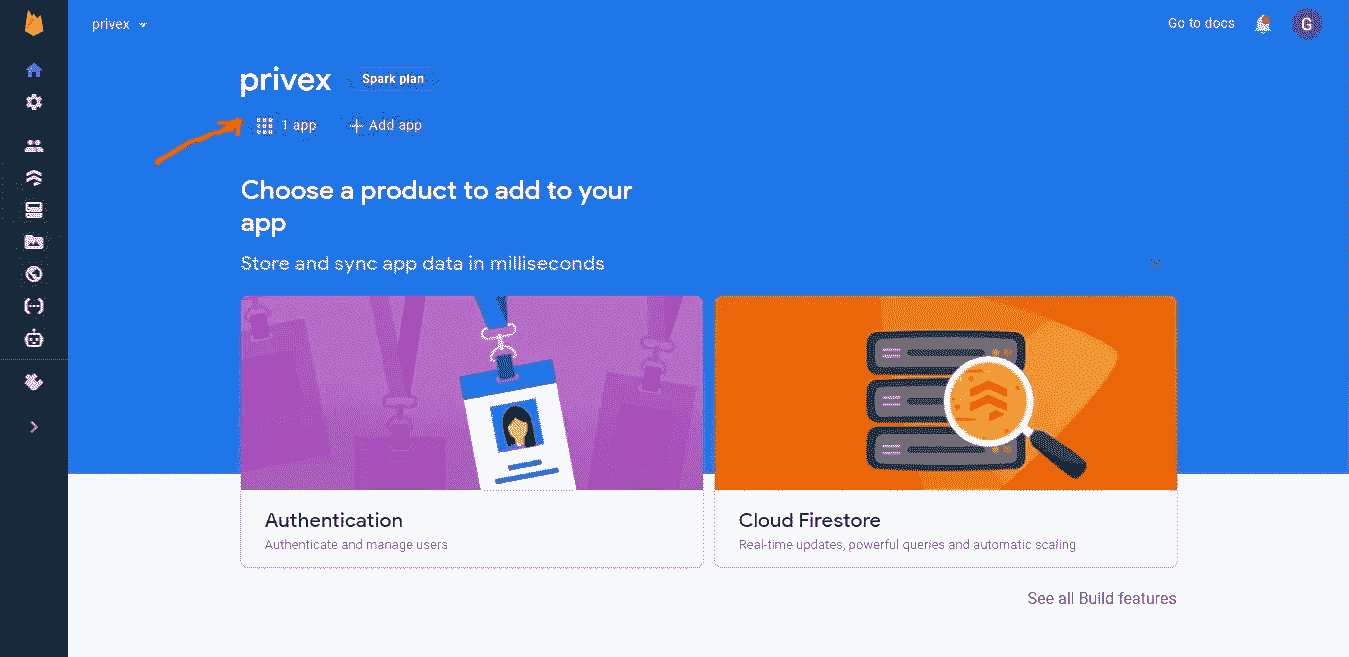 privex
Go to docs
G
privex
Spark plan
1 app
Add app
Choose a product to add to your
app
Store and sync app data in milliseconds
Authentication
Authenticate and manage users
Cloud Firestore
Real-time updates, powerful queries and automatic scaling
See all Build features